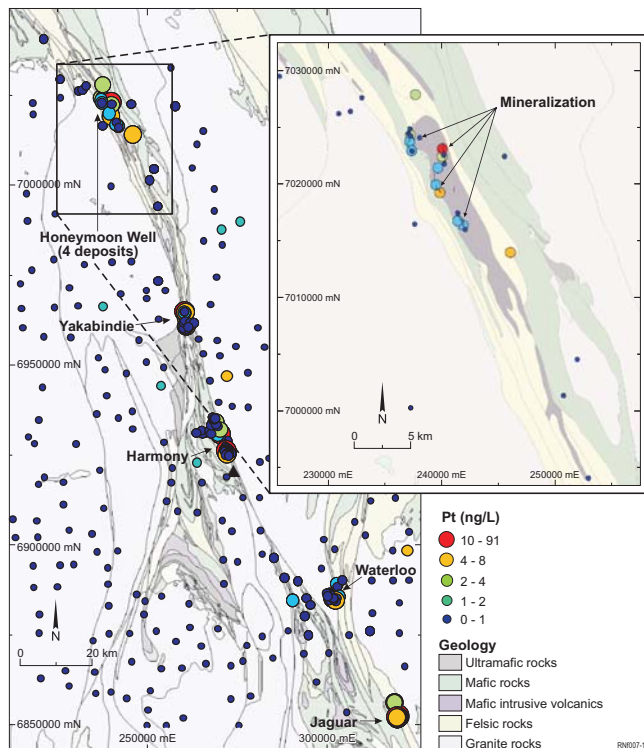 7030000 mN
Mineralization
7020000 mN
7010000 mN
7000000 mN
N
0 5 km
230000 mE
240000 mE
250000 mE
7000000 mN
Honeymoon Well
(4 deposits)
Yakabindie
6950000 mN
Harmony
6900000 mN
Waterloo
N
0 20 km
Jaguar
6850000 mN
250000 mE
300000 mE
Pt (ng/L)
10 - 91
4 - 8
2 - 4
1 - 2
0 - 1
Geology
Ultramafic rocks
Mafic rocks
Mafic intrusive volcanics
Felsic rocks
Granite rocks